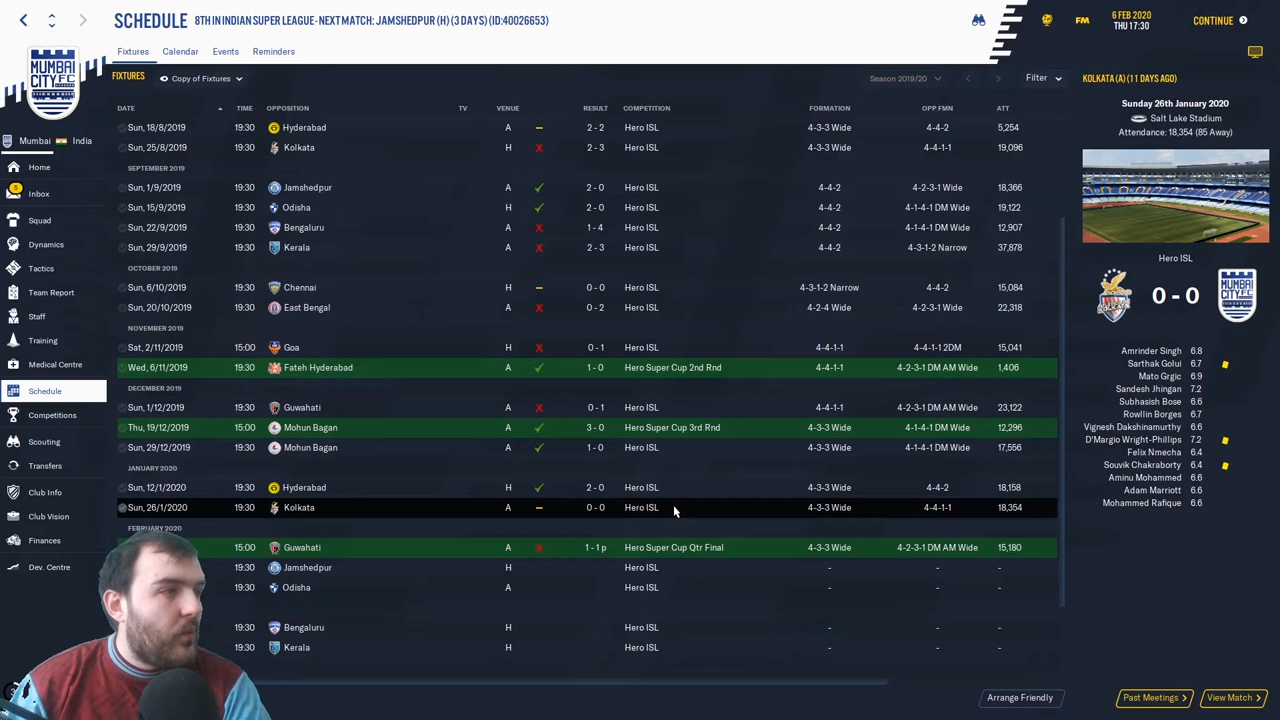 SCHEDULE 8TH IN INDIAN SUPER LEAGUE - NEXT MATCH: JAMSHEDPUR (H) (3 DAYS) (ID:40026653)
FM 6 FEB 2020 THU 17:30 CONTINUE
Fixtures Calendar Events Reminders
MUMBAI CITY FC
FIXTURES Copy of Fixtures Season 2019/20 Filter
DATE TIME OPPOSITION TV VENUE RESULT COMPETITION FORMATION OPP FMN ATT
Sun, 18/8/2019 19:30 Hyderabad A 2 - 2 Hero ISL 4-3-3 Wide 4-4-2 5,254
Sun, 25/8/2019 19:30 Kolkata H 2 - 3 Hero ISL 4-3-3 Wide 4-4-1-1 19,096
SEPTEMBER 2019
Sun, 1/9/2019 19:30 Jamshedpur A 2 - 0 Hero ISL 4-4-2 4-2-3-1 Wide 18,366
Sun, 15/9/2019 19:30 Odisha H 2 - 0 Hero ISL 4-4-2 4-1-4-1 DM Wide 19,122
Sun, 22/9/2019 19:30 Bengaluru A 1 - 4 Hero ISL 4-4-2 4-1-4-1 DM Wide 12,907
Sun, 29/9/2019 19:30 Kerala A 2 - 3 Hero ISL 4-4-2 4-3-1-2 Narrow 37,878
OCTOBER 2019
Sun, 6/10/2019 19:30 Chennai H 0 - 0 Hero ISL 4-3-1-2 Narrow 4-4-2 15,084
Sun, 20/10/2019 19:30 East Bengal A 0 - 2 Hero ISL 4-2-4 Wide 4-2-3-1 Wide 22,318
NOVEMBER 2019
Sat, 2/11/2019 15:00 Goa H 0 - 1 Hero ISL 4-4-1-1 4-4-1-1 2DM 15,041
Wed, 6/11/2019 19:30 Fateh Hyderabad A 1 - 0 Hero Super Cup 2nd Rnd 4-4-1-1 4-2-3-1 DM AM Wide 1,406
DECEMBER 2019
Sun, 1/12/2019 19:30 Guwahati A 0 - 1 Hero ISL 4-4-1-1 4-2-3-1 DM AM Wide 23,122
Thu, 19/12/2019 15:00 Mohun Bagan A 3 - 0 Hero Super Cup 3rd Rnd 4-3-3 Wide 4-1-4-1 DM Wide 12,296
Sun, 29/12/2019 19:30 Mohun Bagan A 1 - 0 Hero ISL 4-3-3 Wide 4-1-4-1 DM Wide 17,556
JANUARY 2020
Sun, 12/1/2020 19:30 Hyderabad H 2 - 0 Hero ISL 4-3-3 Wide 4-4-2 18,158
Sun, 26/1/2020 19:30 Kolkata A 0 - 0 Hero ISL 4-3-3 Wide 4-4-1-1 18,354
FEBRUARY 2020
15:00 Guwahati A 1 - 1 p Hero Super Cup Qtr Final 4-3-3 Wide 4-2-3-1 DM AM Wide 15,180
19:30 Jamshedpur H Hero ISL - - -
19:30 Odisha A Hero ISL - - -
19:30 Bengaluru H Hero ISL - - -
19:30 Kerala H Hero ISL - - -
Mumbai India
Home
5
Inbox
Squad
Dynamics
Tactics
Team Report
Staff
Training
Medical Centre
Schedule
Competitions
Scouting
Transfers
Club Info
Club Vision
Finances
Dev. Centre
KOLKATA (A) (11 DAYS AGO)
Sunday 26th January 2020
Salt Lake Stadium
Attendance: 18,354 (85 Away)
Hero ISL
0 - 0
MUMBAI CITY FC
Amrinder Singh 6.8
Sarthak Golui 6.7
Mato Grgic 6.9
Sandesh Jhingan 7.2
Subhasish Bose 6.6
Rowllin Borges 6.7
Vignesh Dakshinamurthy 6.6
D'Margio Wright-Phillips 7.2
Felix Nmecha 6.4
Souvik Chakraborty 6.4
Aminu Mohammed 6.6
Adam Marriott 6.6
Mohammed Rafique 6.6
Arrange Friendly Past Meetings View Match